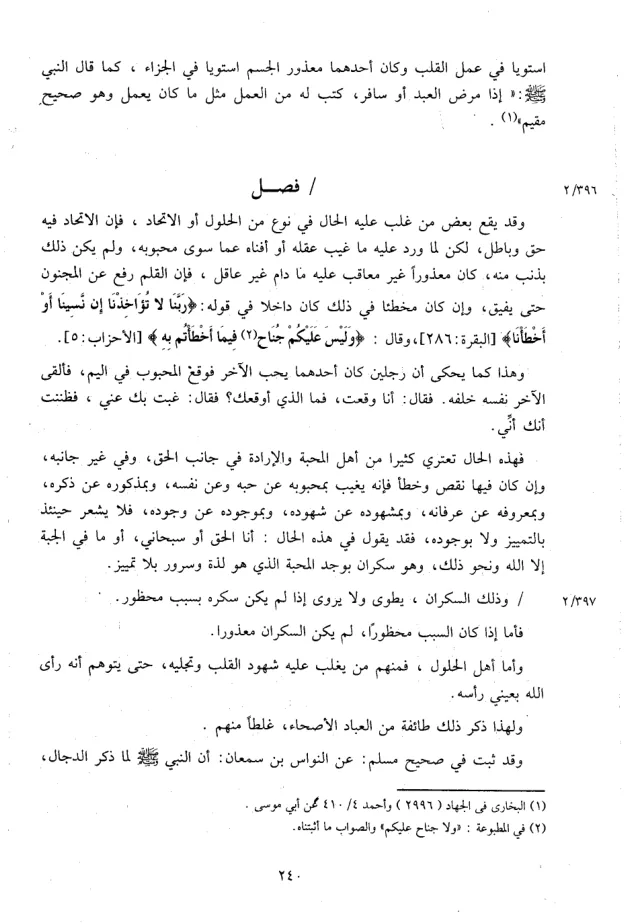 استويا في عمل القلب وكان أحدهما معذور الجسم استويا في الجزاء ، كما قال النبي
ﷺ: « إذا مرض العبد أو سافر، كتب له من العمل مثل ما كان يعمل وهو صحيح
مقيم»(١) .
٢/٣٩٦
/ فصـل
وقد يقع بعض من غلب عليه الحال في نوع من الحلول أو الاتحاد ، فإن الاتحاد فيه
حق وباطل، لكن لما ورد عليه ما غيب عقله أو أفناه عما سوى محبوبه، ولم يكن ذلك
بذنب منه، كان معذوراً غير معاقب عليه ما دام غير عاقل ، فإن القلم رفع عن المجنون
حتى يفيق، وإن كان مخطئا في ذلك كان داخلا في قوله: ﴿رَبَّنَا لا تُؤَاخِذْنَا إِن نَّسِينَا أَوْ
أَخْطَأْنَا﴾ [البقرة: ٢٨٦]، وقال : ﴿وَلَيْسَ عَلَيْكُمْ جُنَاحٌ(٢) فِيمَا أَخْطَأْتُم بِهِ ﴾ [الأحزاب: ٥].
وهذا كما يحكى أن رجلين كان أحدهما يحب الآخر فوقع المحبوب في اليم، فألقى
الآخر نفسه خلفه. فقال: أنا وقعت، فما الذي أوقعك؟ فقال: غبت بك عني ، فظننت
أنك أنِّي.
فهذه الحال تعتري كثيرا من أهل المحبة والإرادة في جانب الحق، وفي غير جانبه،
وإن كان فيها نقص وخطأ فإنه يغيب بمحبوبه عن حبه وعن نفسه، وبمذكوره عن ذكره،
وبمعروفه عن عرفانه، وبمشهوده عن شهوده، وبموجوده عن وجوده، فلا يشعر حينئذ
بالتمييز ولا بوجوده، فقد يقول في هذه الحال : أنا الحق أو سبحاني، أو ما في الجبة
إلا الله ونحو ذلك، وهو سكران بوجد المحبة الذي هو لذة وسرور بلا تمييز.
٢/٣٩٧
/ وذلك السكران ، يطوى ولا يروى إذا لم يكن سكره بسبب محظور.
فأما إذا كان السبب محظورًا، لم يكن السكران معذورا.
وأما أهل الحلول ، فمنهم من يغلب عليه شهود القلب وتجليه، حتى يتوهم أنه رأى
الله بعيني رأسه.
ولهذا ذكر ذلك طائفة من العباد الأصحاء، غلطاً منهم .
وقد ثبت في صحيح مسلم: عن النواس بن سمعان: أن النبي ﷺ لما ذكر الدجال،
(١) البخارى فى الجهاد ( ٢٩٩٦ ) وأحمد ٤/ ٤١٠ عن أبي موسى .
(٢) في المطبوعة : «ولا جناح عليكم» والصواب ما أثبتناه.
٢٤٠